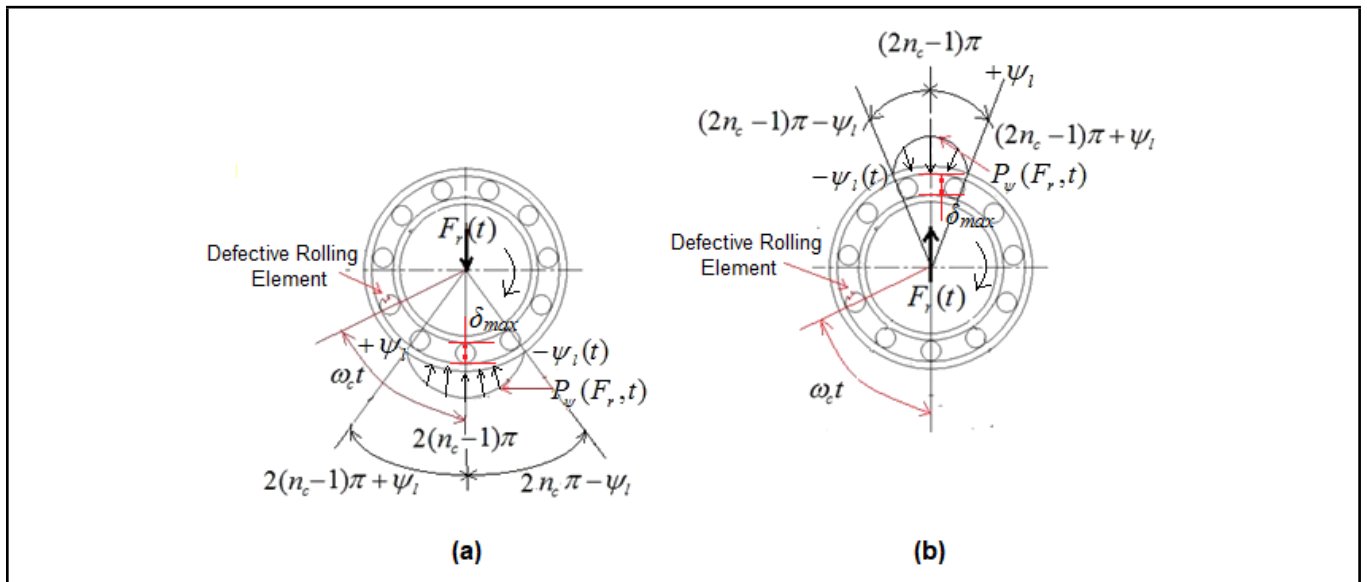 F_r(t)
Defective Rolling
Element
δ_max
+ψ_l
-ψ_l(t)
ω_c t
P_ψ(F_r,t)
2(n_c-1)π
2(n_c-1)π+ψ_l
2n_cπ-ψ_l
(a)
(2n_c-1)π
+ψ_l
(2n_c-1)π-ψ_l
(2n_c-1)π+ψ_l
-ψ_l(t)
P_ψ(F_r,t)
δ_max
Defective Rolling
Element
F_r(t)
ω_c t
(b)